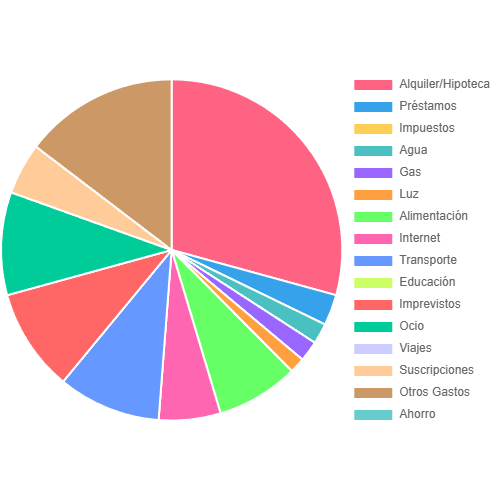 Alquiler/Hipoteca
Préstamos
Impuestos
Agua
Gas
Luz
Alimentación
Internet
Transporte
Educación
Imprevistos
Ocio
Viajes
Suscripciones
Otros Gastos
Ahorro